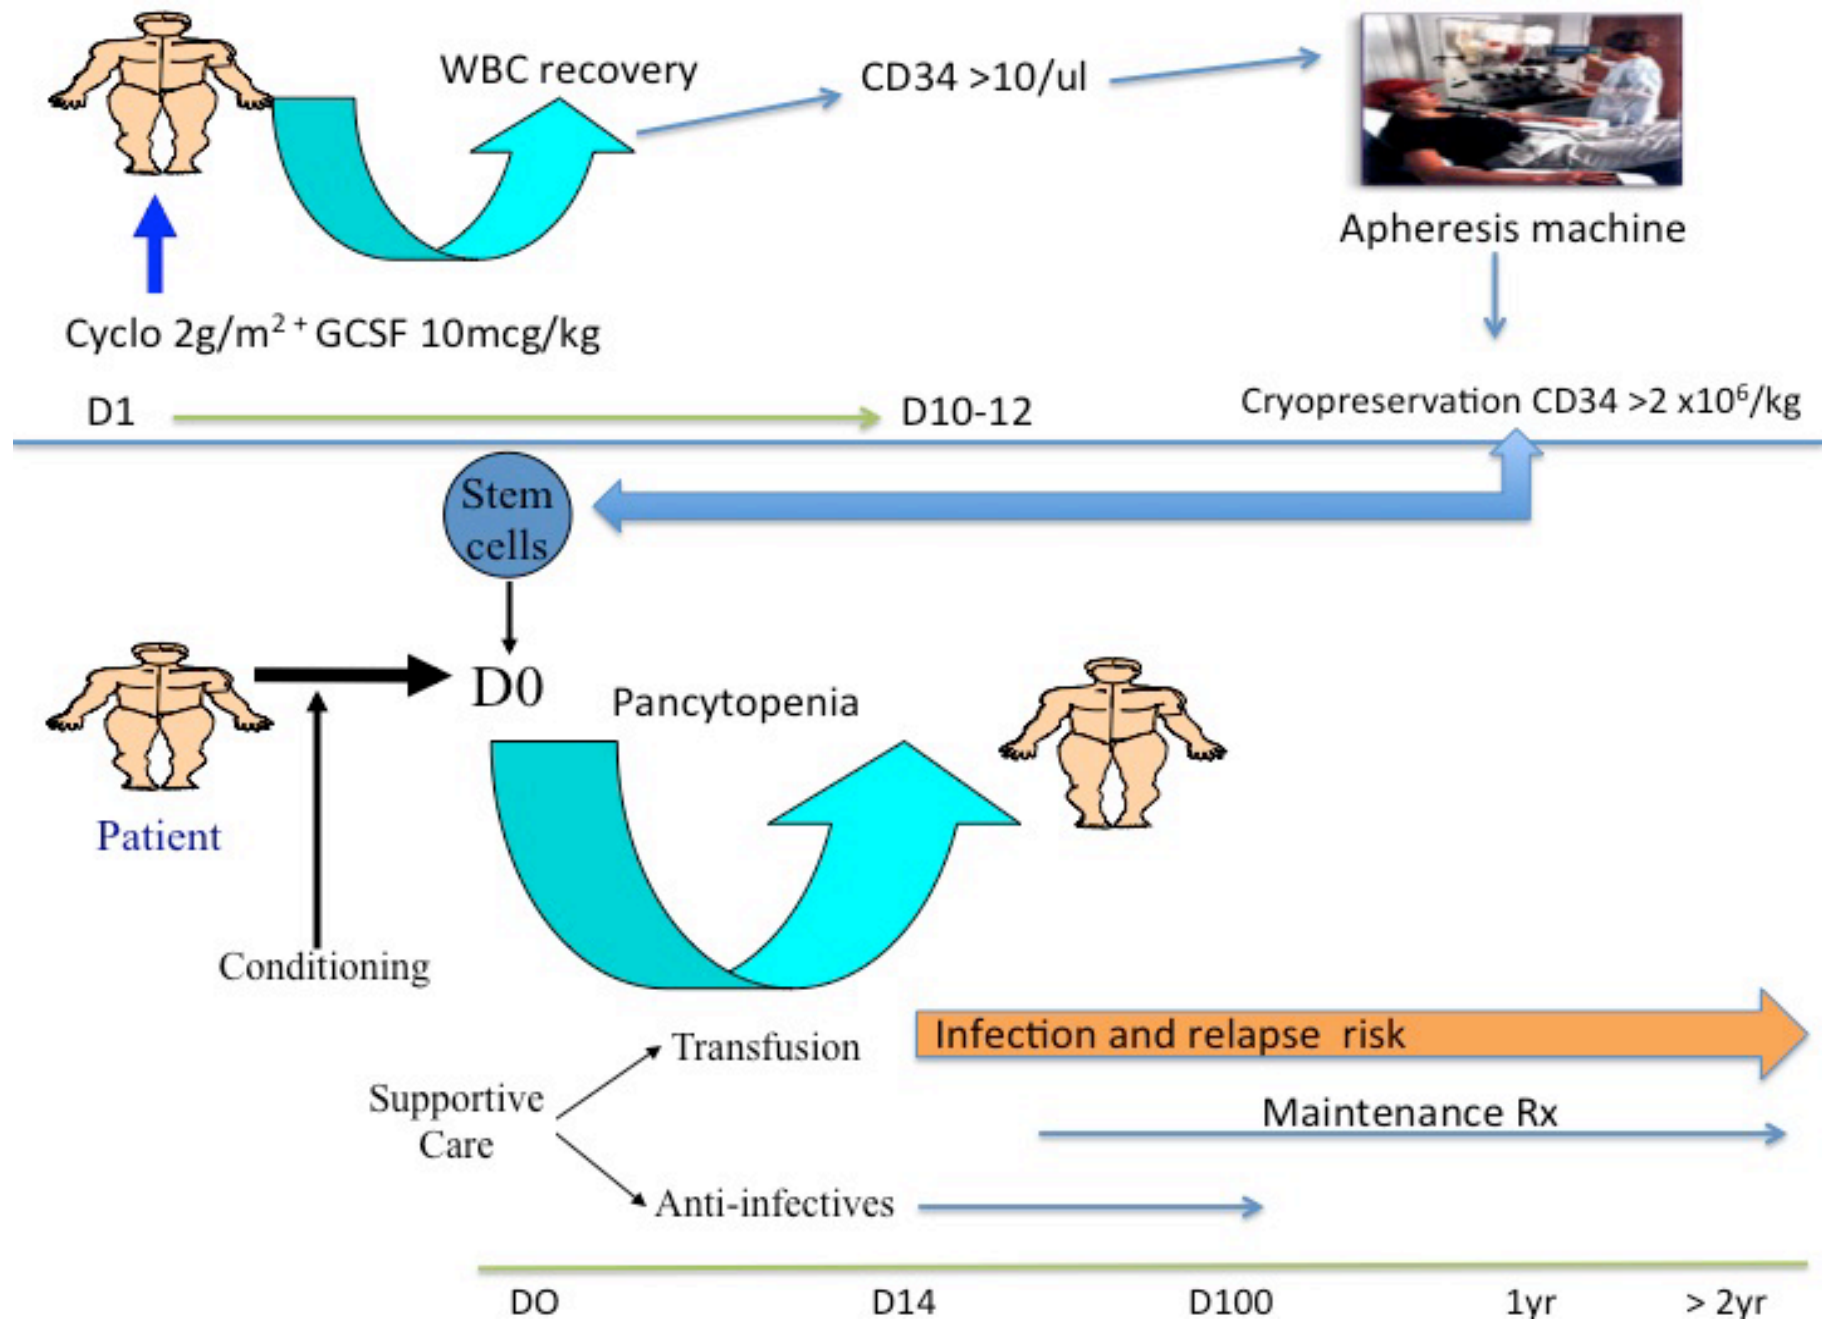 WBC recovery
CD34 >10/ul
Apheresis machine
Cyclo 2g/m² ⁺ GCSF 10mcg/kg
D1
D10-12
Cryopreservation CD34 >2 x10⁶/kg
Stem
cells
D0
Pancytopenia
Patient
Conditioning
Infection and relapse risk
Transfusion
Supportive
Care
Maintenance Rx
Anti-infectives
DO
D14
D100
1yr
> 2yr